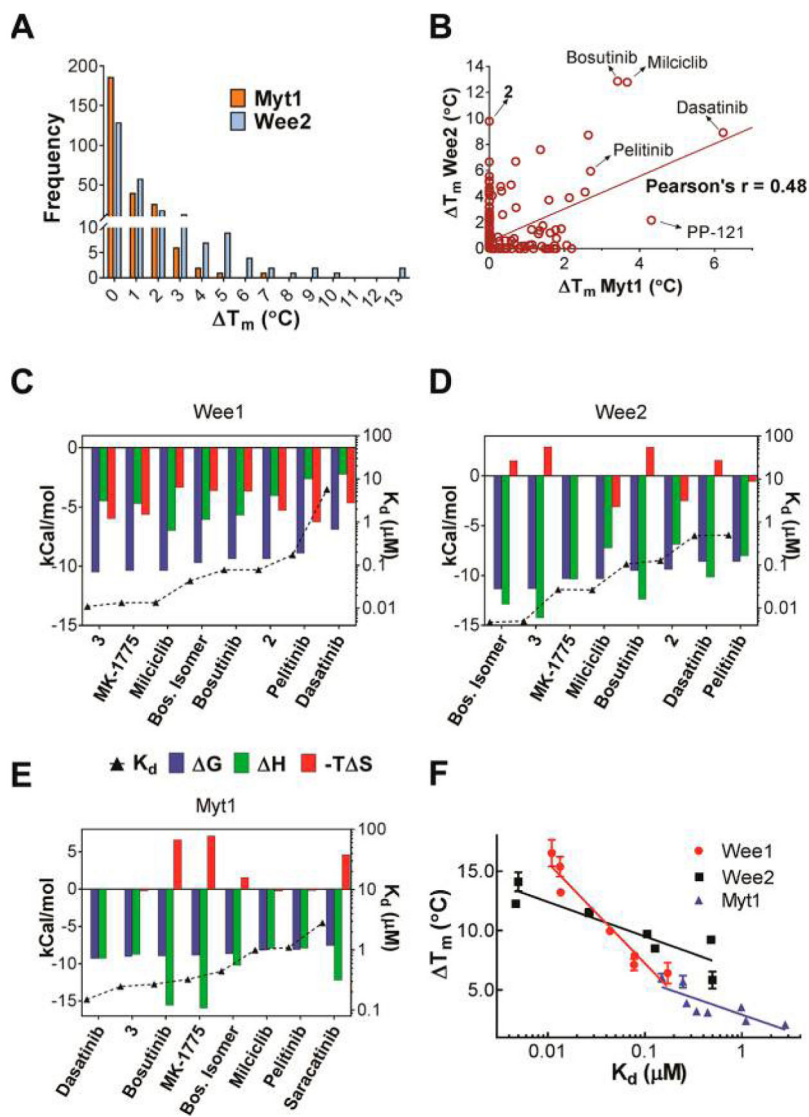 A
200
150
100
50
10
5
0
Frequency
Myt1
Wee2
0 1 2 3 4 5 6 7 8 9 10 11 12 13
ΔTm (°C)
B
14
12
10
8
6
4
2
0
ΔTm Wee2 (°C)
Bosutinib
Milciclib
2
Dasatinib
Pelitinib
Pearson's r = 0.48
PP-121
0 2 4 6
ΔTm Myt1 (°C)
C
Wee1
0
-5
-10
-15
kCal/mol
100
10
1
0.1
0.01
Kd (μM)
3
MK-1775
Milciclib
Bos. Isomer
Bosutinib
2
Pelitinib
Dasatinib
D
Wee2
0
-5
-10
-15
kCal/mol
100
10
1
0.1
0.01
Kd (μM)
Bos. Isomer
3
MK-1775
Milciclib
Bosutinib
2
Dasatinib
Pelitinib
Kd ΔG ΔH -TΔS
E
Myt1
5
0
-5
-10
-15
kCal/mol
100
10
1
0.1
Kd (μM)
Dasatinib
3
Bosutinib
MK-1775
Bos. Isomer
Milciclib
Pelitinib
Saracatinib
F
Wee1
Wee2
Myt1
15.0
10.0
5.0
ΔTm (°C)
0.01 0.1 1
Kd (μM)